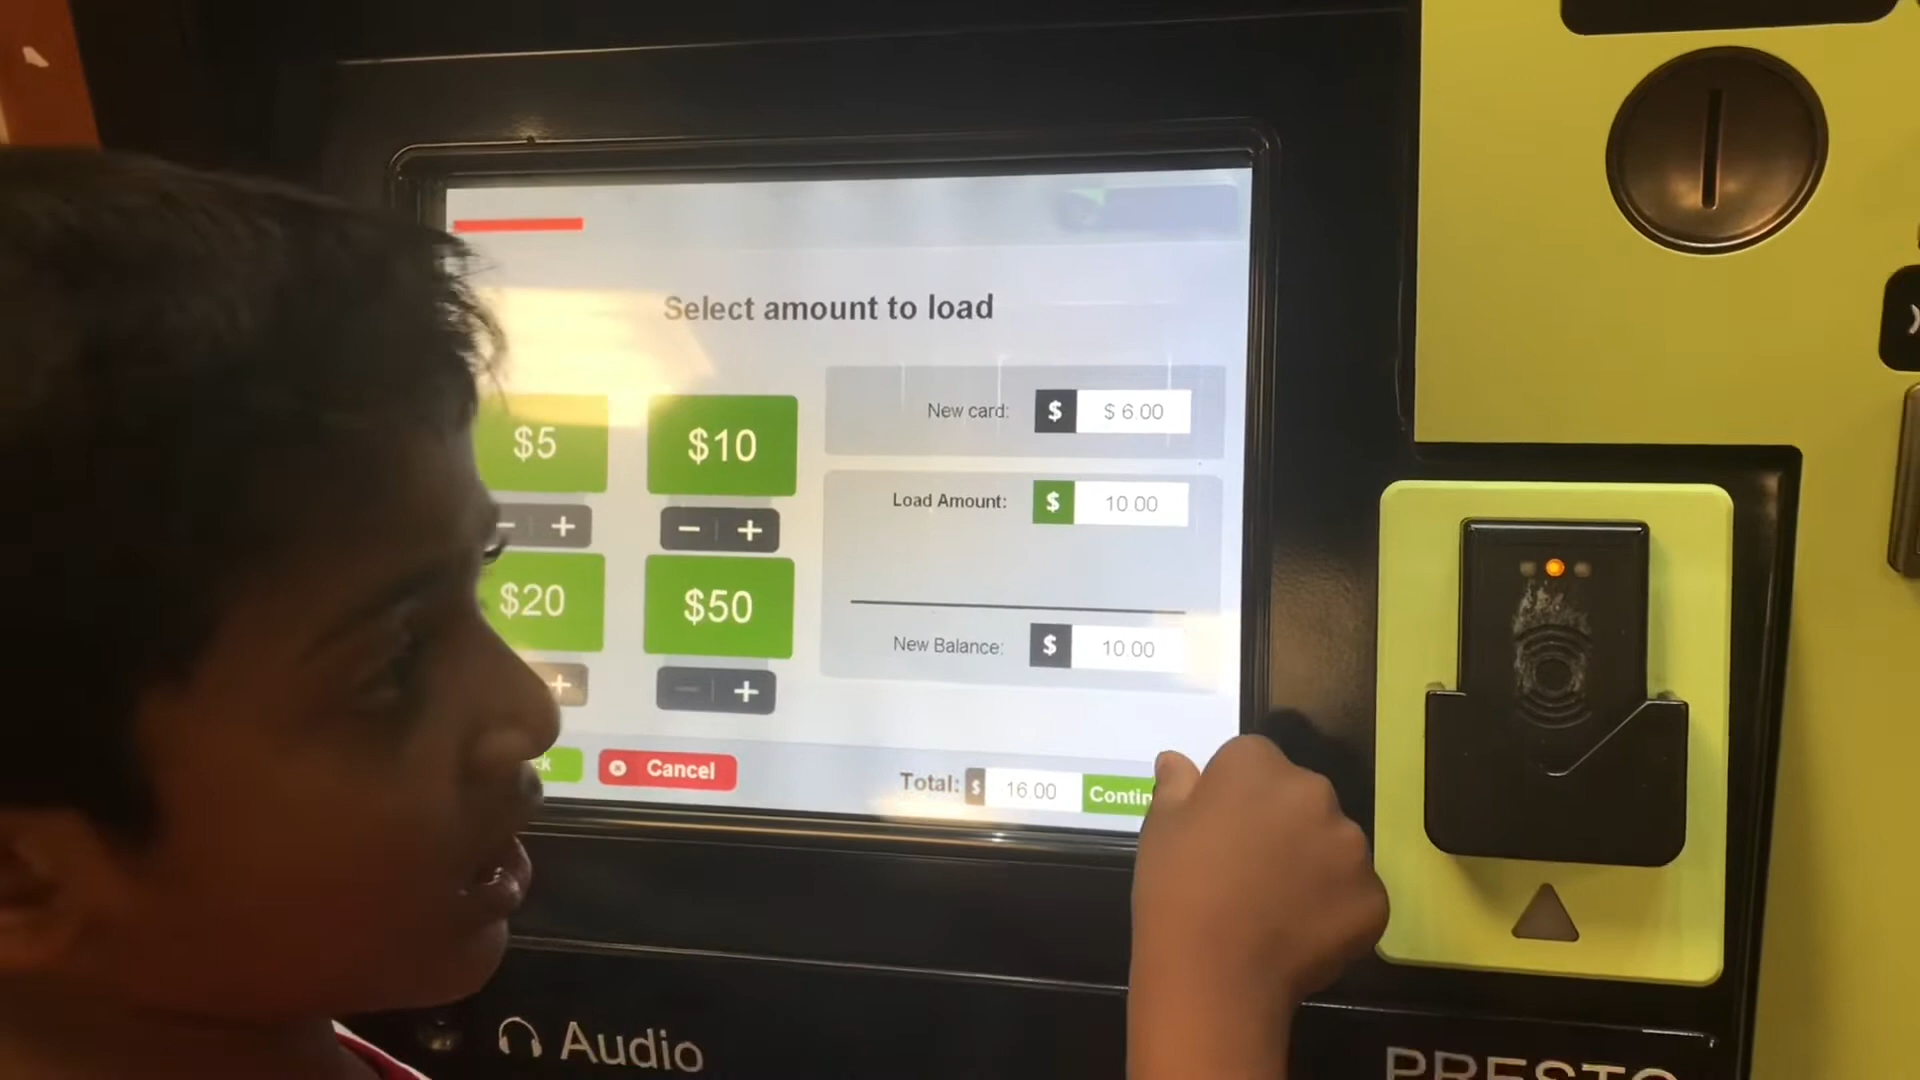 Select amount to load
$5 $10
New card: $ $ 6.00
Load Amount: $ 10.00
− + − +
$20 $50
New Balance: $ 10.00
+ − +
Cancel
Total: $ 16.00
Audio
PRESTO